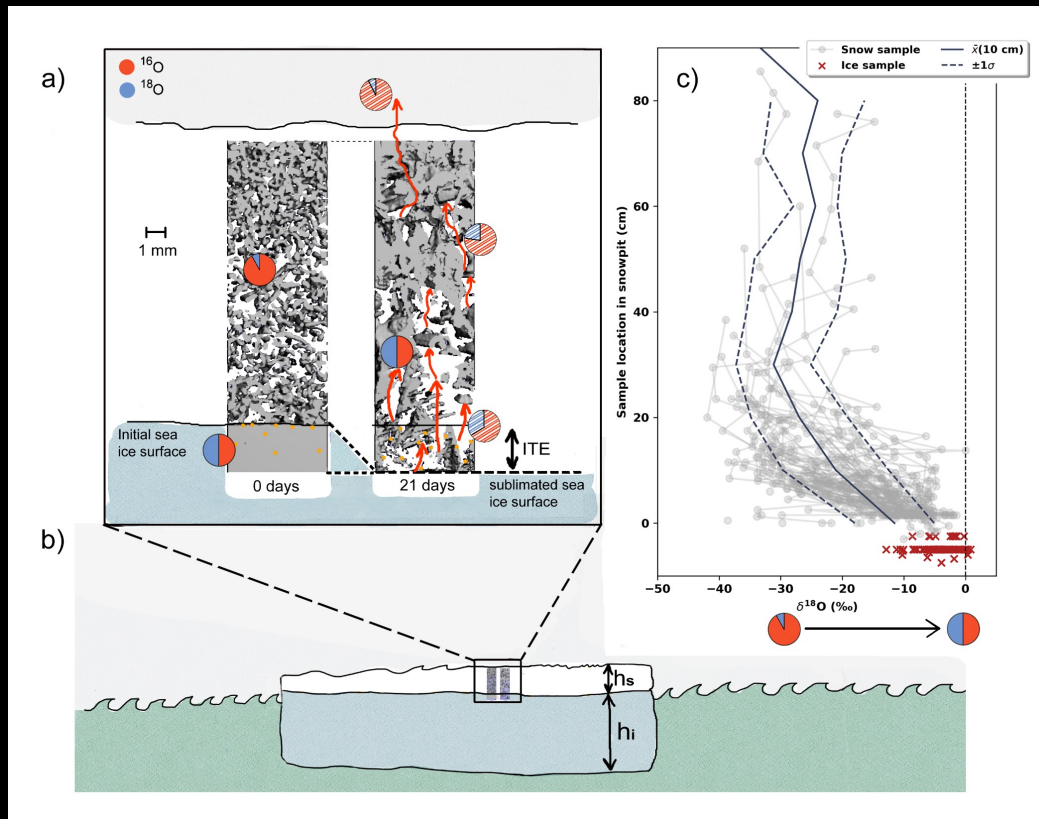 a)
¹⁶O
¹⁸O
1 mm
Initial sea
ice surface
0 days
21 days
ITE
sublimated sea
ice surface
b)
hs
hi
c)
Snow sample
Ice sample
x̄(10 cm)
±1σ
Sample location in snowpit (cm)
80
60
40
20
0
−50
−40
−30
−20
−10
0
δ¹⁸O (‰)